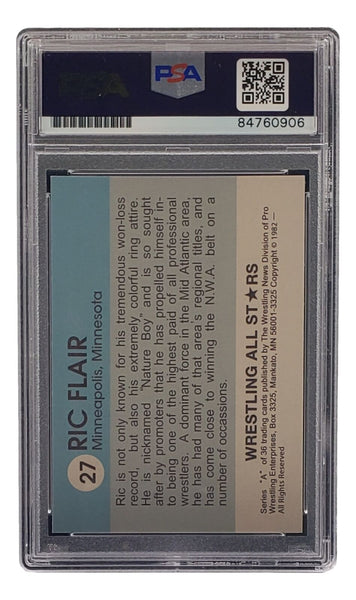 PSA
PSA
84760906
27
RIC FLAIR
Minneapolis, Minnesota
Ric is not only known for his tremendous won-loss
record, but also his extremely colorful ring attire.
He is nicknamed "Nature Boy" and is so sought
after by promoters that he has propelled himself in-
to being one of the highest paid of all professional
wrestlers. A dominant force in the Mid Atlantic area,
he has had many of that area's regional titles, and
has come close to winning the N.W.A. belt on a
number of occassions.
WRESTLING ALL ST★RS
Series "A" of 36 trading cards published by The Wrestling News Division of Pro
Wrestling Enterprises, Box 3325, Mankato, MN 56001-3325 Copyright © 1982 —
All Rights Reserved